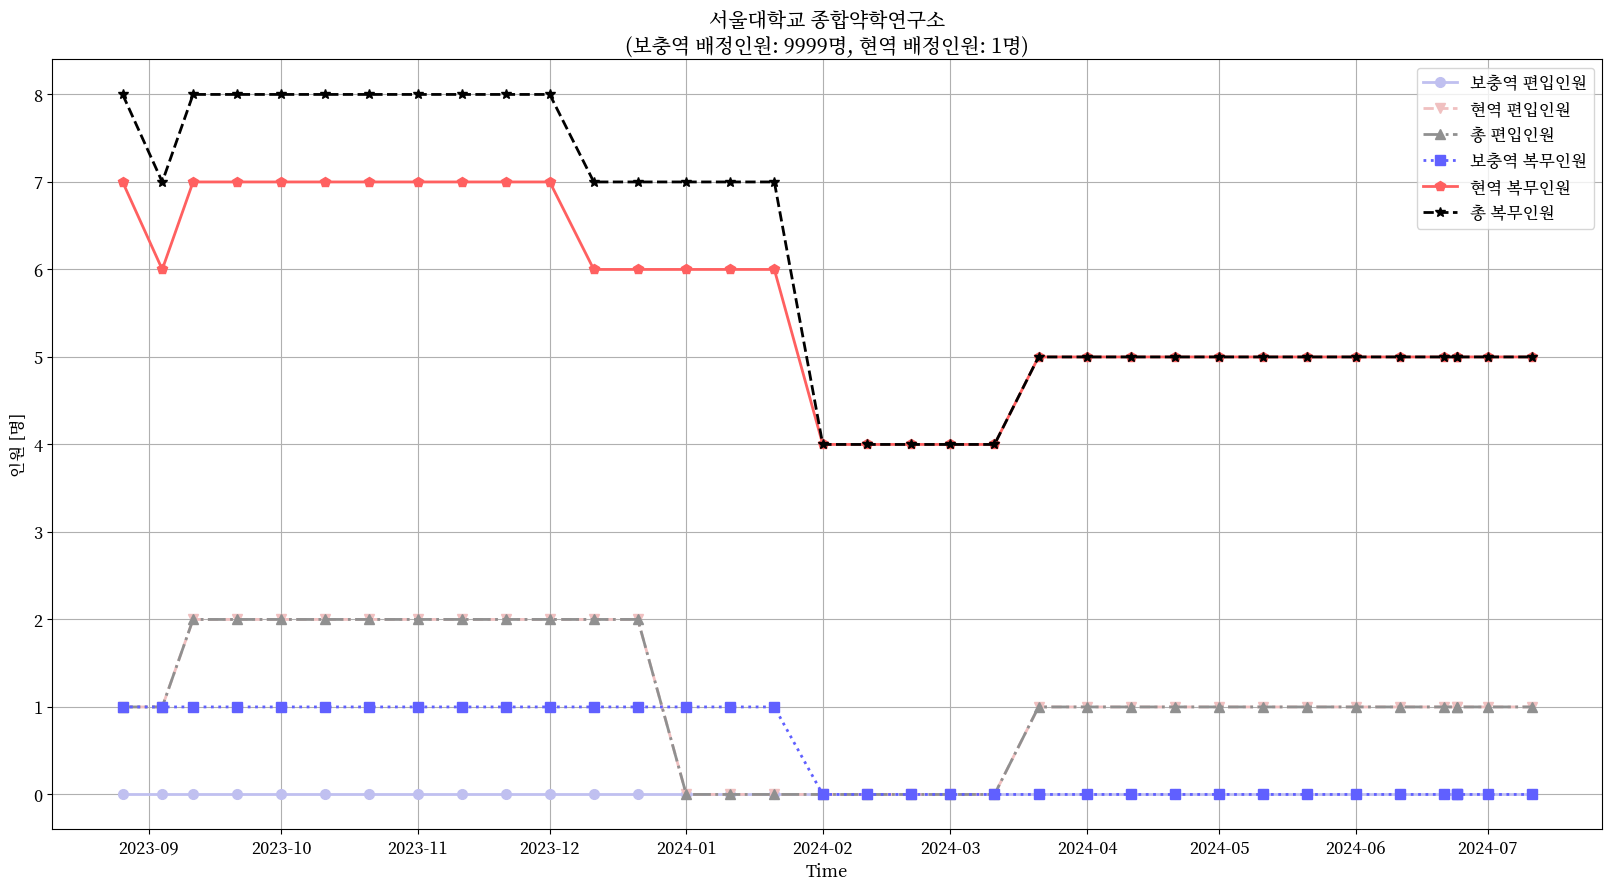 서울대학교 종합약학연구소
(보충역 배정인원: 9999명, 현역 배정인원: 1명)
보충역 편입인원
현역 편입인원
총 편입인원
보충역 복무인원
현역 복무인원
총 복무인원
인원 [명]
8
7
6
5
4
3
2
1
0
2023-09 2023-10 2023-11 2023-12 2024-01 2024-02 2024-03 2024-04 2024-05 2024-06 2024-07
Time